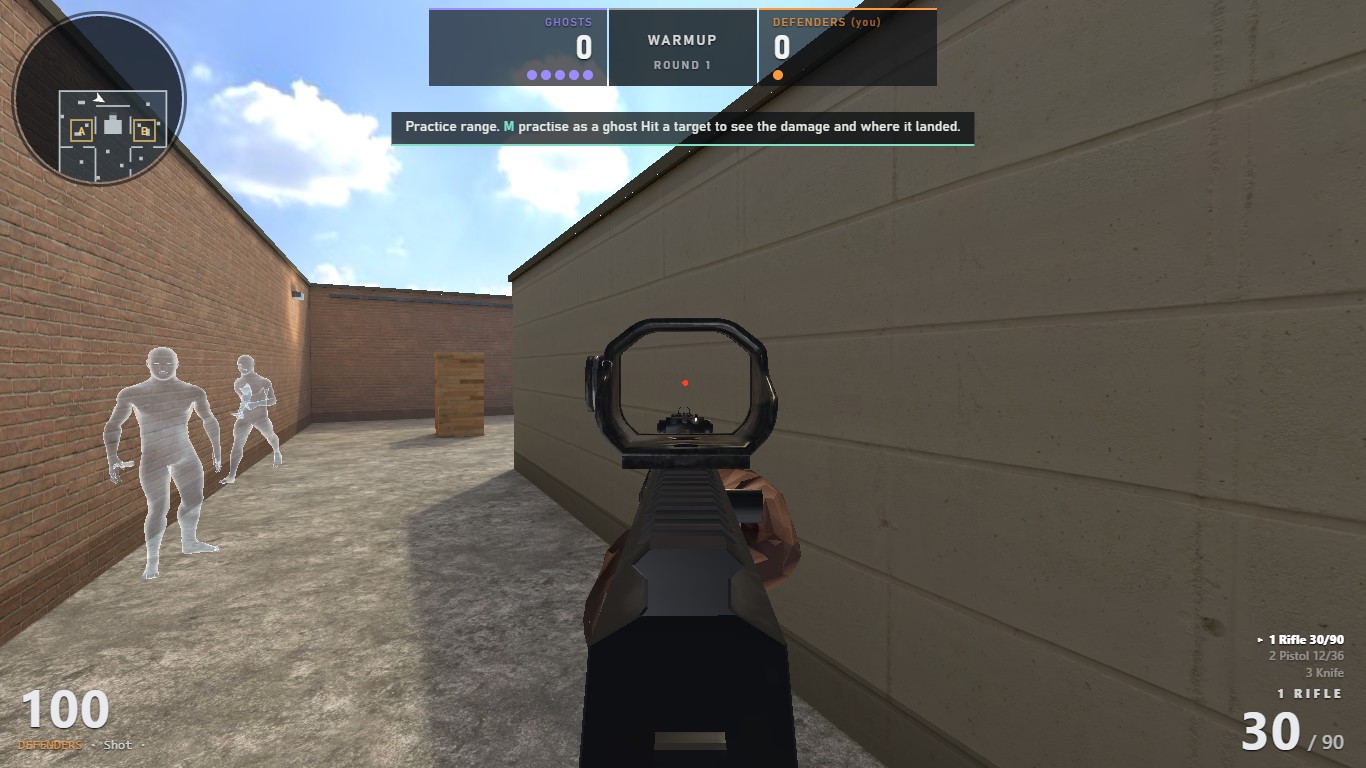 GHOSTS
0
WARMUP
ROUND 1
DEFENDERS (you)
0
Practice range. M practise as a ghost Hit a target to see the damage and where it landed.
A
B
▸ 1 Rifle 30/90
2 Pistol 12/36
3 Knife
1 RIFLE
30 / 90
100
DEFENDERS · Shot ·